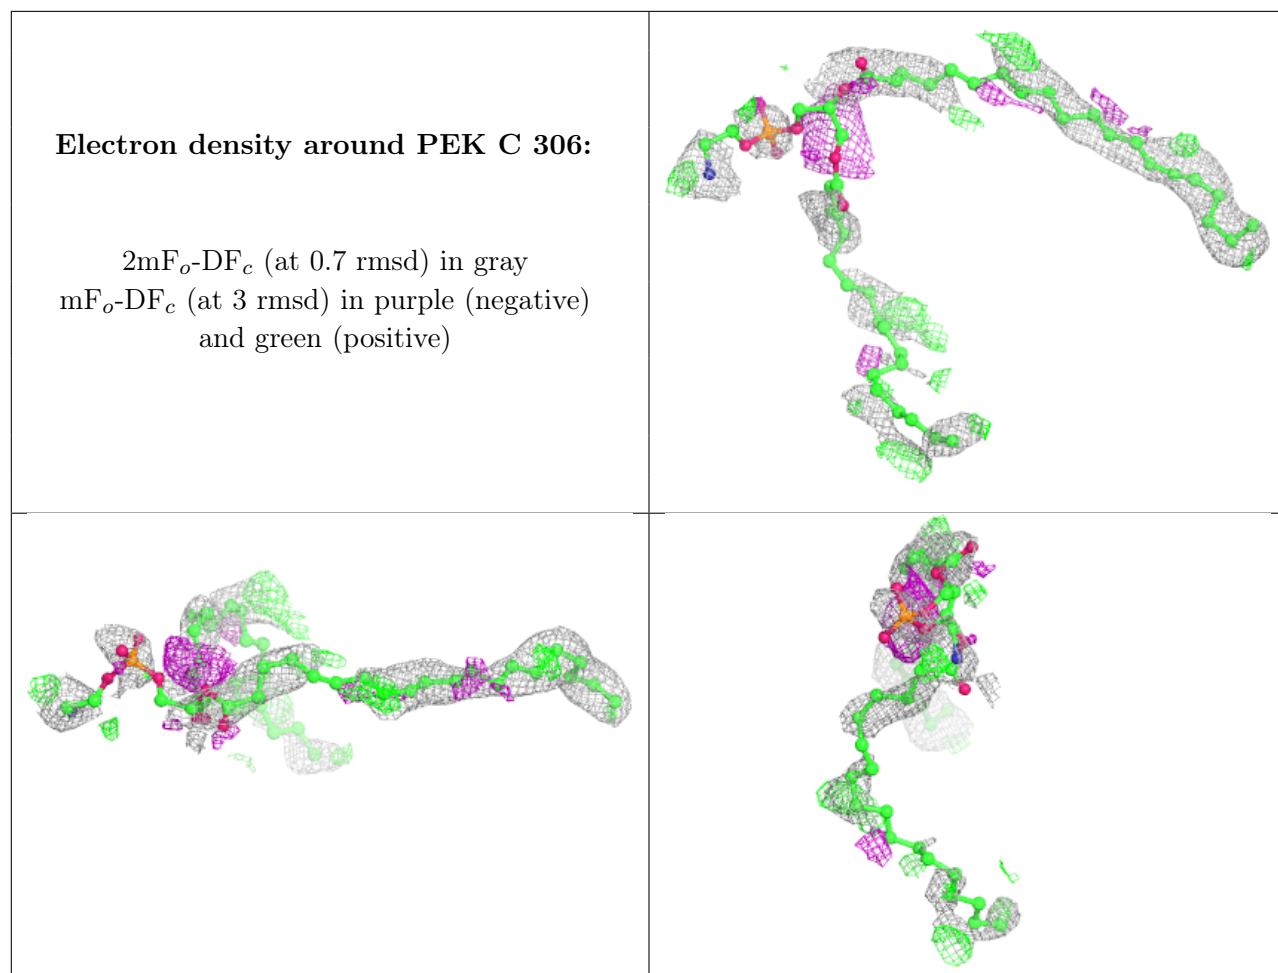 Electron density around PEK C 306:
2mFo-DFc (at 0.7 rmsd) in gray
mFo-DFc (at 3 rmsd) in purple (negative)
and green (positive)